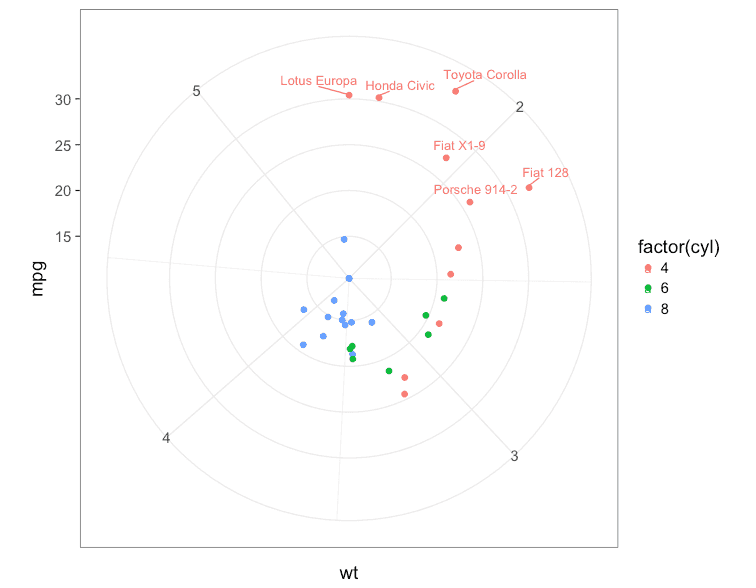 Toyota Corolla
Lotus Europa
Honda Civic
5
30
2
25
Fiat X1-9
Fiat 128
20
Porsche 914-2
15
factor(cyl)
4
6
8
mpg
4
3
wt